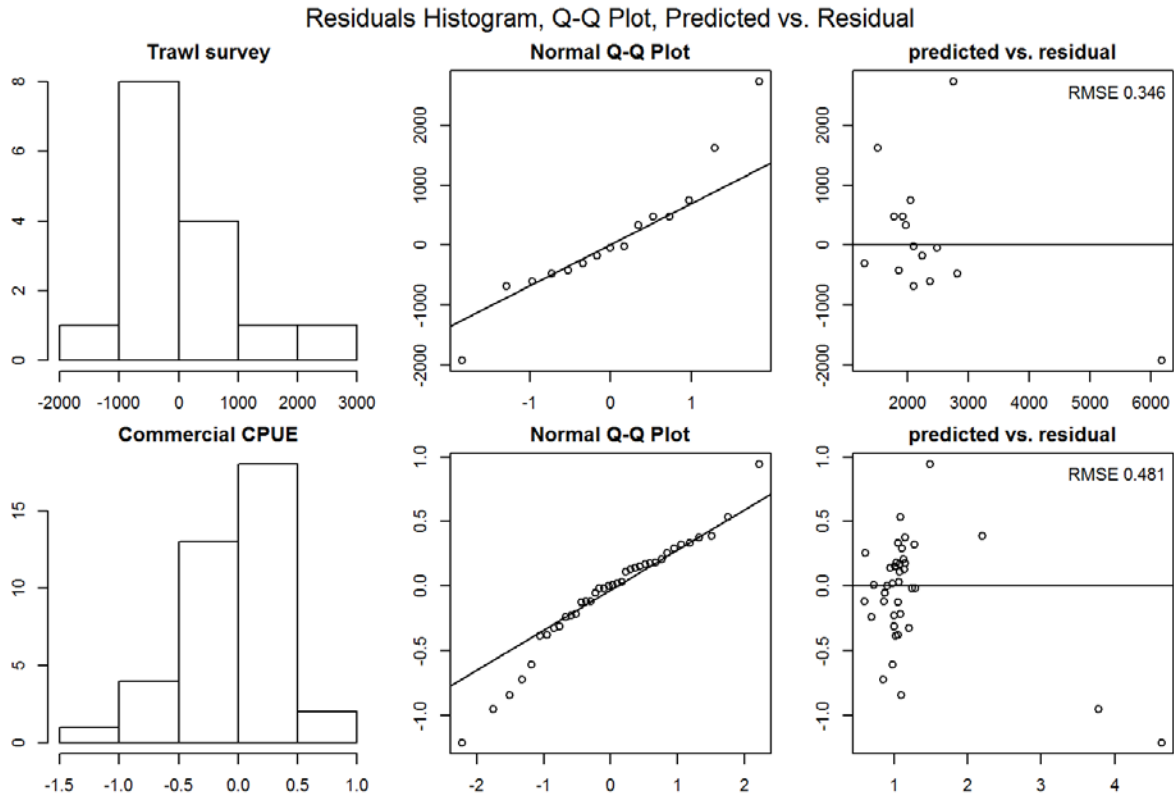 Residuals Histogram, Q-Q Plot, Predicted vs. Residual
Trawl survey
0 2 4 6 8
-2000 -1000 0 1000 2000 3000
Normal Q-Q Plot
-2000 -1000 0 1000 2000
-1 0 1
predicted vs. residual
RMSE 0.346
-2000 -1000 0 1000 2000
2000 3000 4000 5000 6000
Commercial CPUE
0 5 10 15
-1.5 -1.0 -0.5 0.0 0.5 1.0
Normal Q-Q Plot
-1.0 -0.5 0.0 0.5 1.0
-2 -1 0 1 2
predicted vs. residual
RMSE 0.481
-1.0 -0.5 0.0 0.5 1.0
1 2 3 4